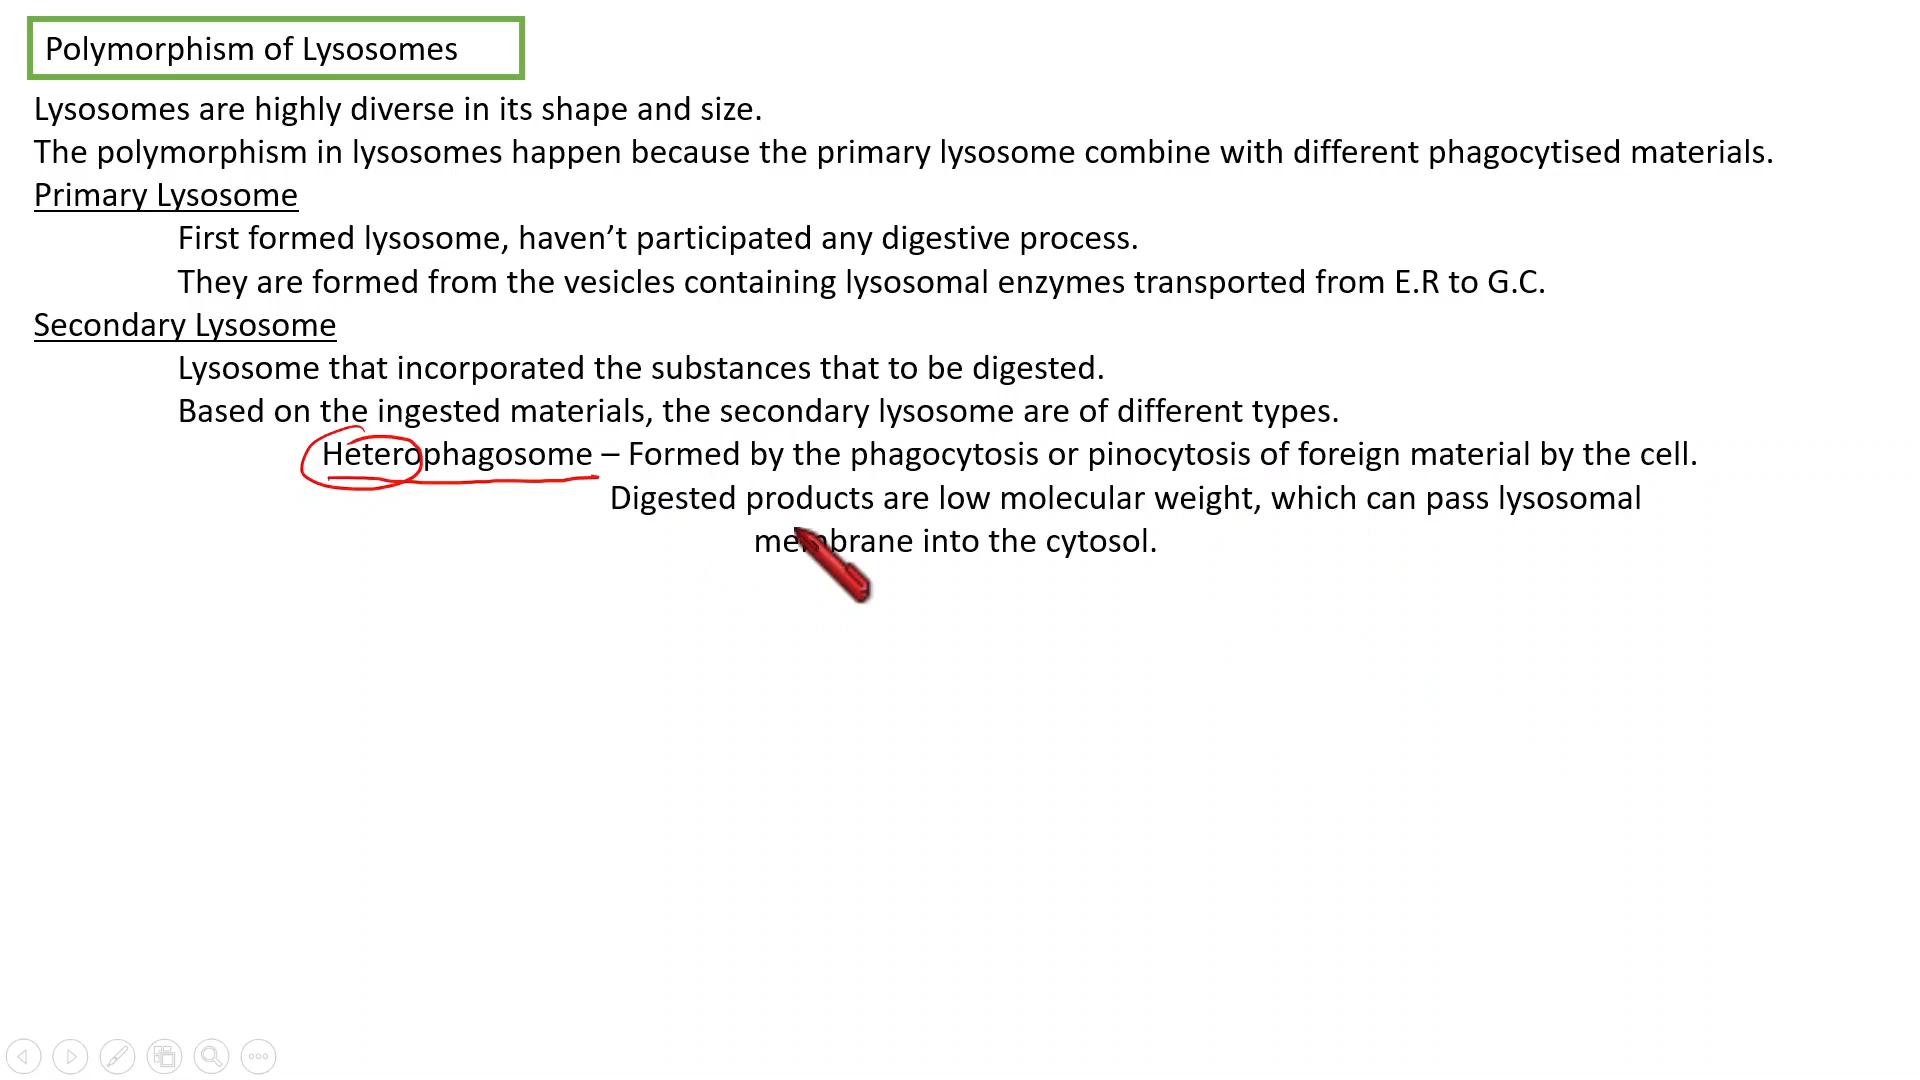 Polymorphism of Lysosomes
Lysosomes are highly diverse in its shape and size.
The polymorphism in lysosomes happen because the primary lysosome combine with different phagocytised materials.
Primary Lysosome
First formed lysosome, haven’t participated any digestive process.
They are formed from the vesicles containing lysosomal enzymes transported from E.R to G.C.
Secondary Lysosome
Lysosome that incorporated the substances that to be digested.
Based on the ingested materials, the secondary lysosome are of different types.
Heterophagosome – Formed by the phagocytosis or pinocytosis of foreign material by the cell.
Digested products are low molecular weight, which can pass lysosomal
membrane into the cytosol.